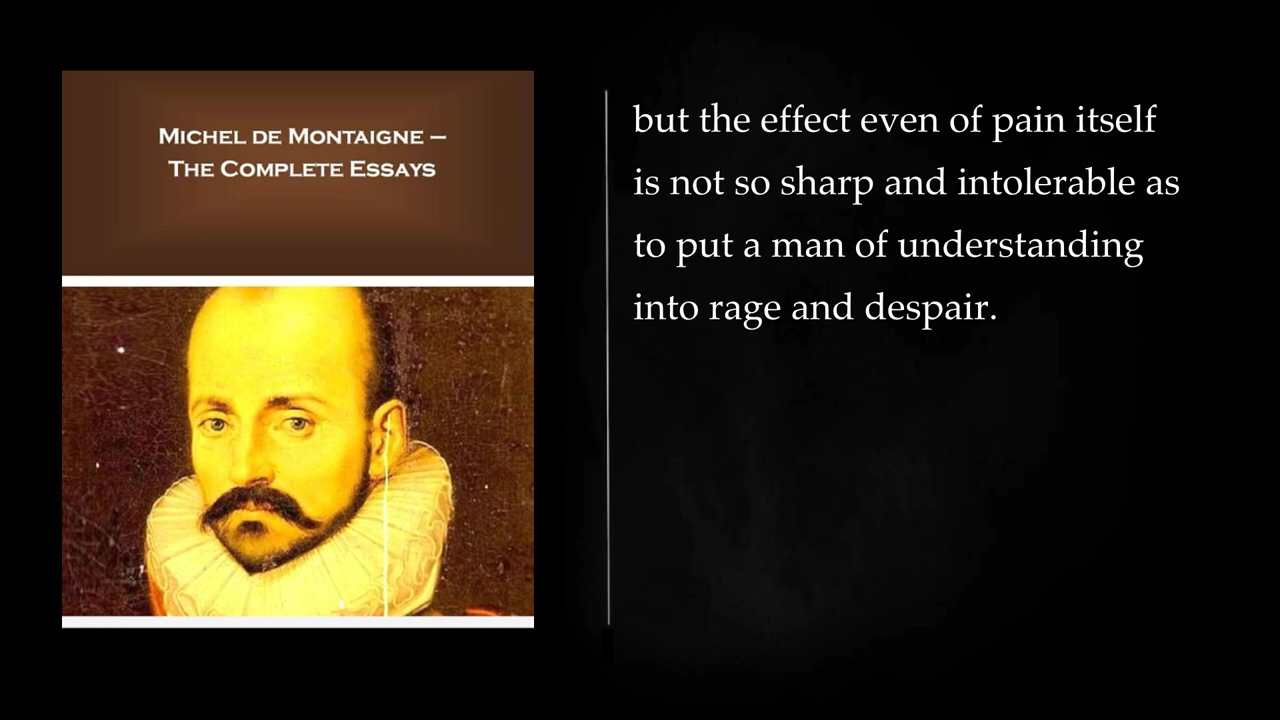 MICHEL DE MONTAIGNE –
THE COMPLETE ESSAYS
but the effect even of pain itself
is not so sharp and intolerable as
to put a man of understanding
into rage and despair.